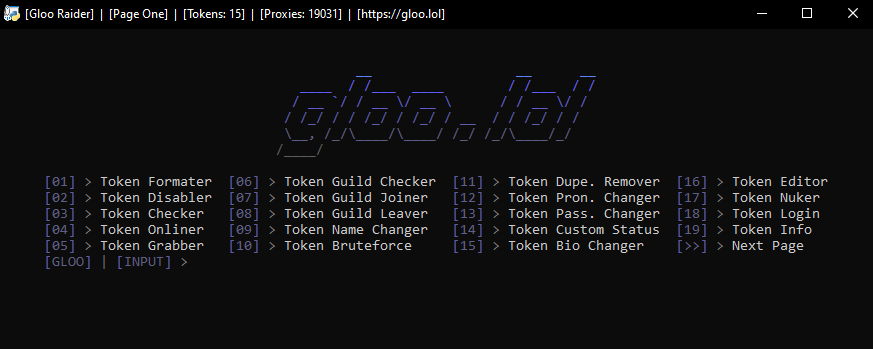 [Gloo Raider] | [Page One] | [Tokens: 15] | [Proxies: 19031] | [https://gloo.lol]
gloo.lol
[01] > Token Formater [06] > Token Guild Checker [11] > Token Dupe. Remover [16] > Token Editor
[02] > Token Disabler [07] > Token Guild Joiner [12] > Token Pron. Changer [17] > Token Nuker
[03] > Token Checker [08] > Token Guild Leaver [13] > Token Pass. Changer [18] > Token Login
[04] > Token Onliner [09] > Token Name Changer [14] > Token Custom Status [19] > Token Info
[05] > Token Grabber [10] > Token Bruteforce [15] > Token Bio Changer [>>] > Next Page
[GLOO] | [INPUT] >